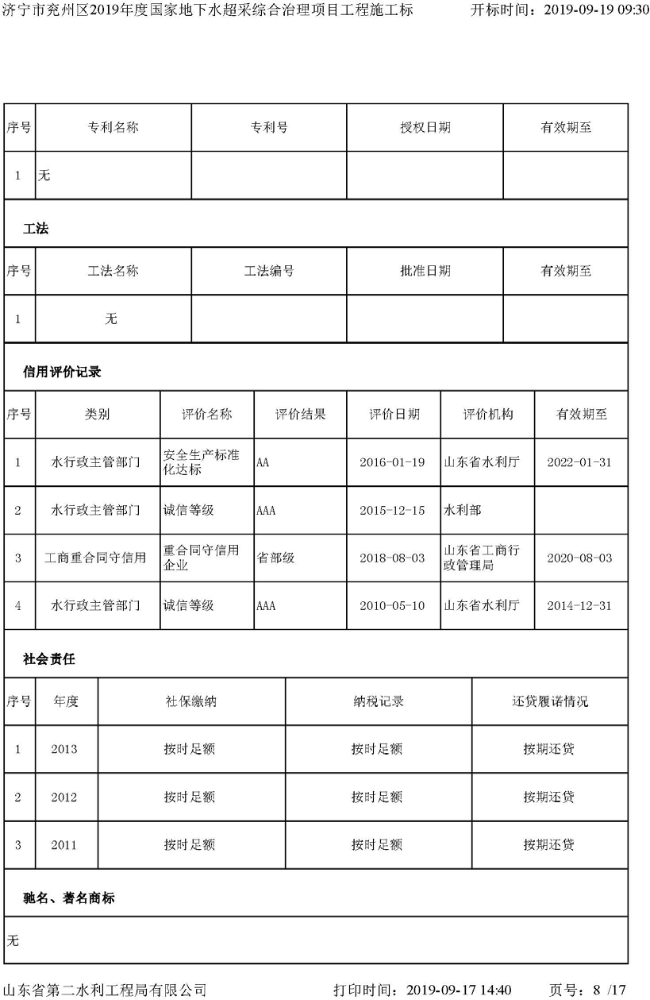 济宁市兖州区2019年度国家地下水超采综合治理项目工程施工标 开标时间：2019-09-19 09:30
序号 专利名称 专利号 授权日期 有效期至
1 无
工法
序号 工法名称 工法编号 批准日期 有效期至
1 无
信用评价记录
序号 类别 评价名称 评价结果 评价日期 评价机构 有效期至
1 水行政主管部门 安全生产标准化达标 AA 2016-01-19 山东省水利厅 2022-01-31
2 水行政主管部门 诚信等级 AAA 2015-12-15 水利部
3 工商重合同守信用 重合同守信用企业 省部级 2018-08-03 山东省工商行政管理局 2020-08-03
4 水行政主管部门 诚信等级 AAA 2010-05-10 山东省水利厅 2014-12-31
社会责任
序号 年度 社保缴纳 纳税记录 还贷履诺情况
1 2013 按时足额 按时足额 按期还贷
2 2012 按时足额 按时足额 按期还贷
3 2011 按时足额 按时足额 按期还贷
驰名、著名商标
无
山东省第二水利工程局有限公司 打印时间：2019-09-17 14:40 页号：8 /17